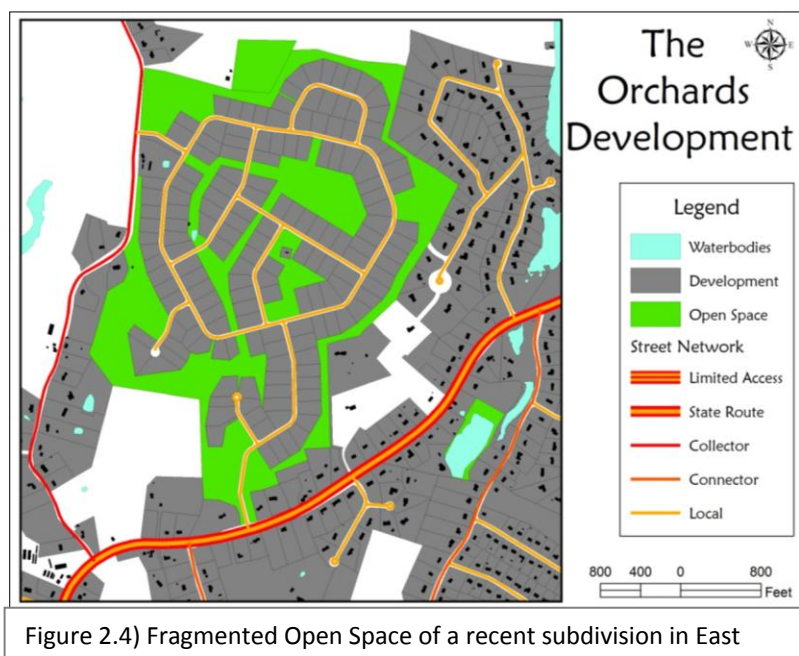 The
Orchards
Development
N
W
E
S
Legend
Waterbodies
Development
Open Space
Street Network
Limited Access
State Route
Collector
Connector
Local
800 400 0 800
Feet
Figure 2.4) Fragmented Open Space of a recent subdivision in East